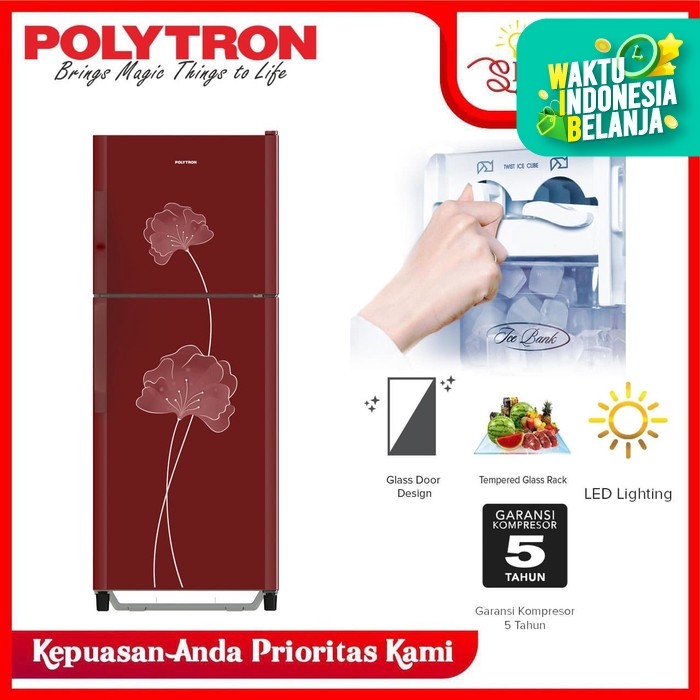 POLYTRON
Brings Magic Things to Life
WAKTU
INDONESIA
BELANJA
POLYTRON
TWIST ICE CUBE
Ice Bank
Glass Door
Design
Tempered Glass Rack
LED Lighting
GARANSI
KOMPRESOR
5
TAHUN
Garansi Kompresor
5 Tahun
Kepuasan Anda Prioritas Kami